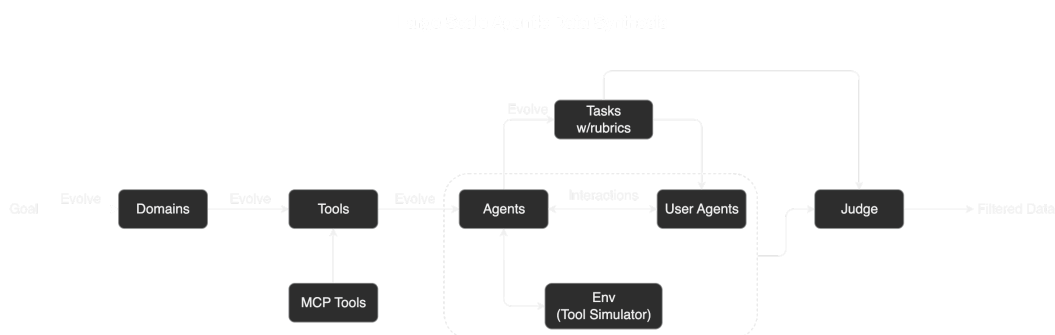 Evolve
Tasks
w/rubrics
Goal
Evolve
Domains
Evolve
Tools
Evolve
Agents
Interactions
User Agents
Judge
Filtered Data
MCP Tools
Env
(Tool Simulator)